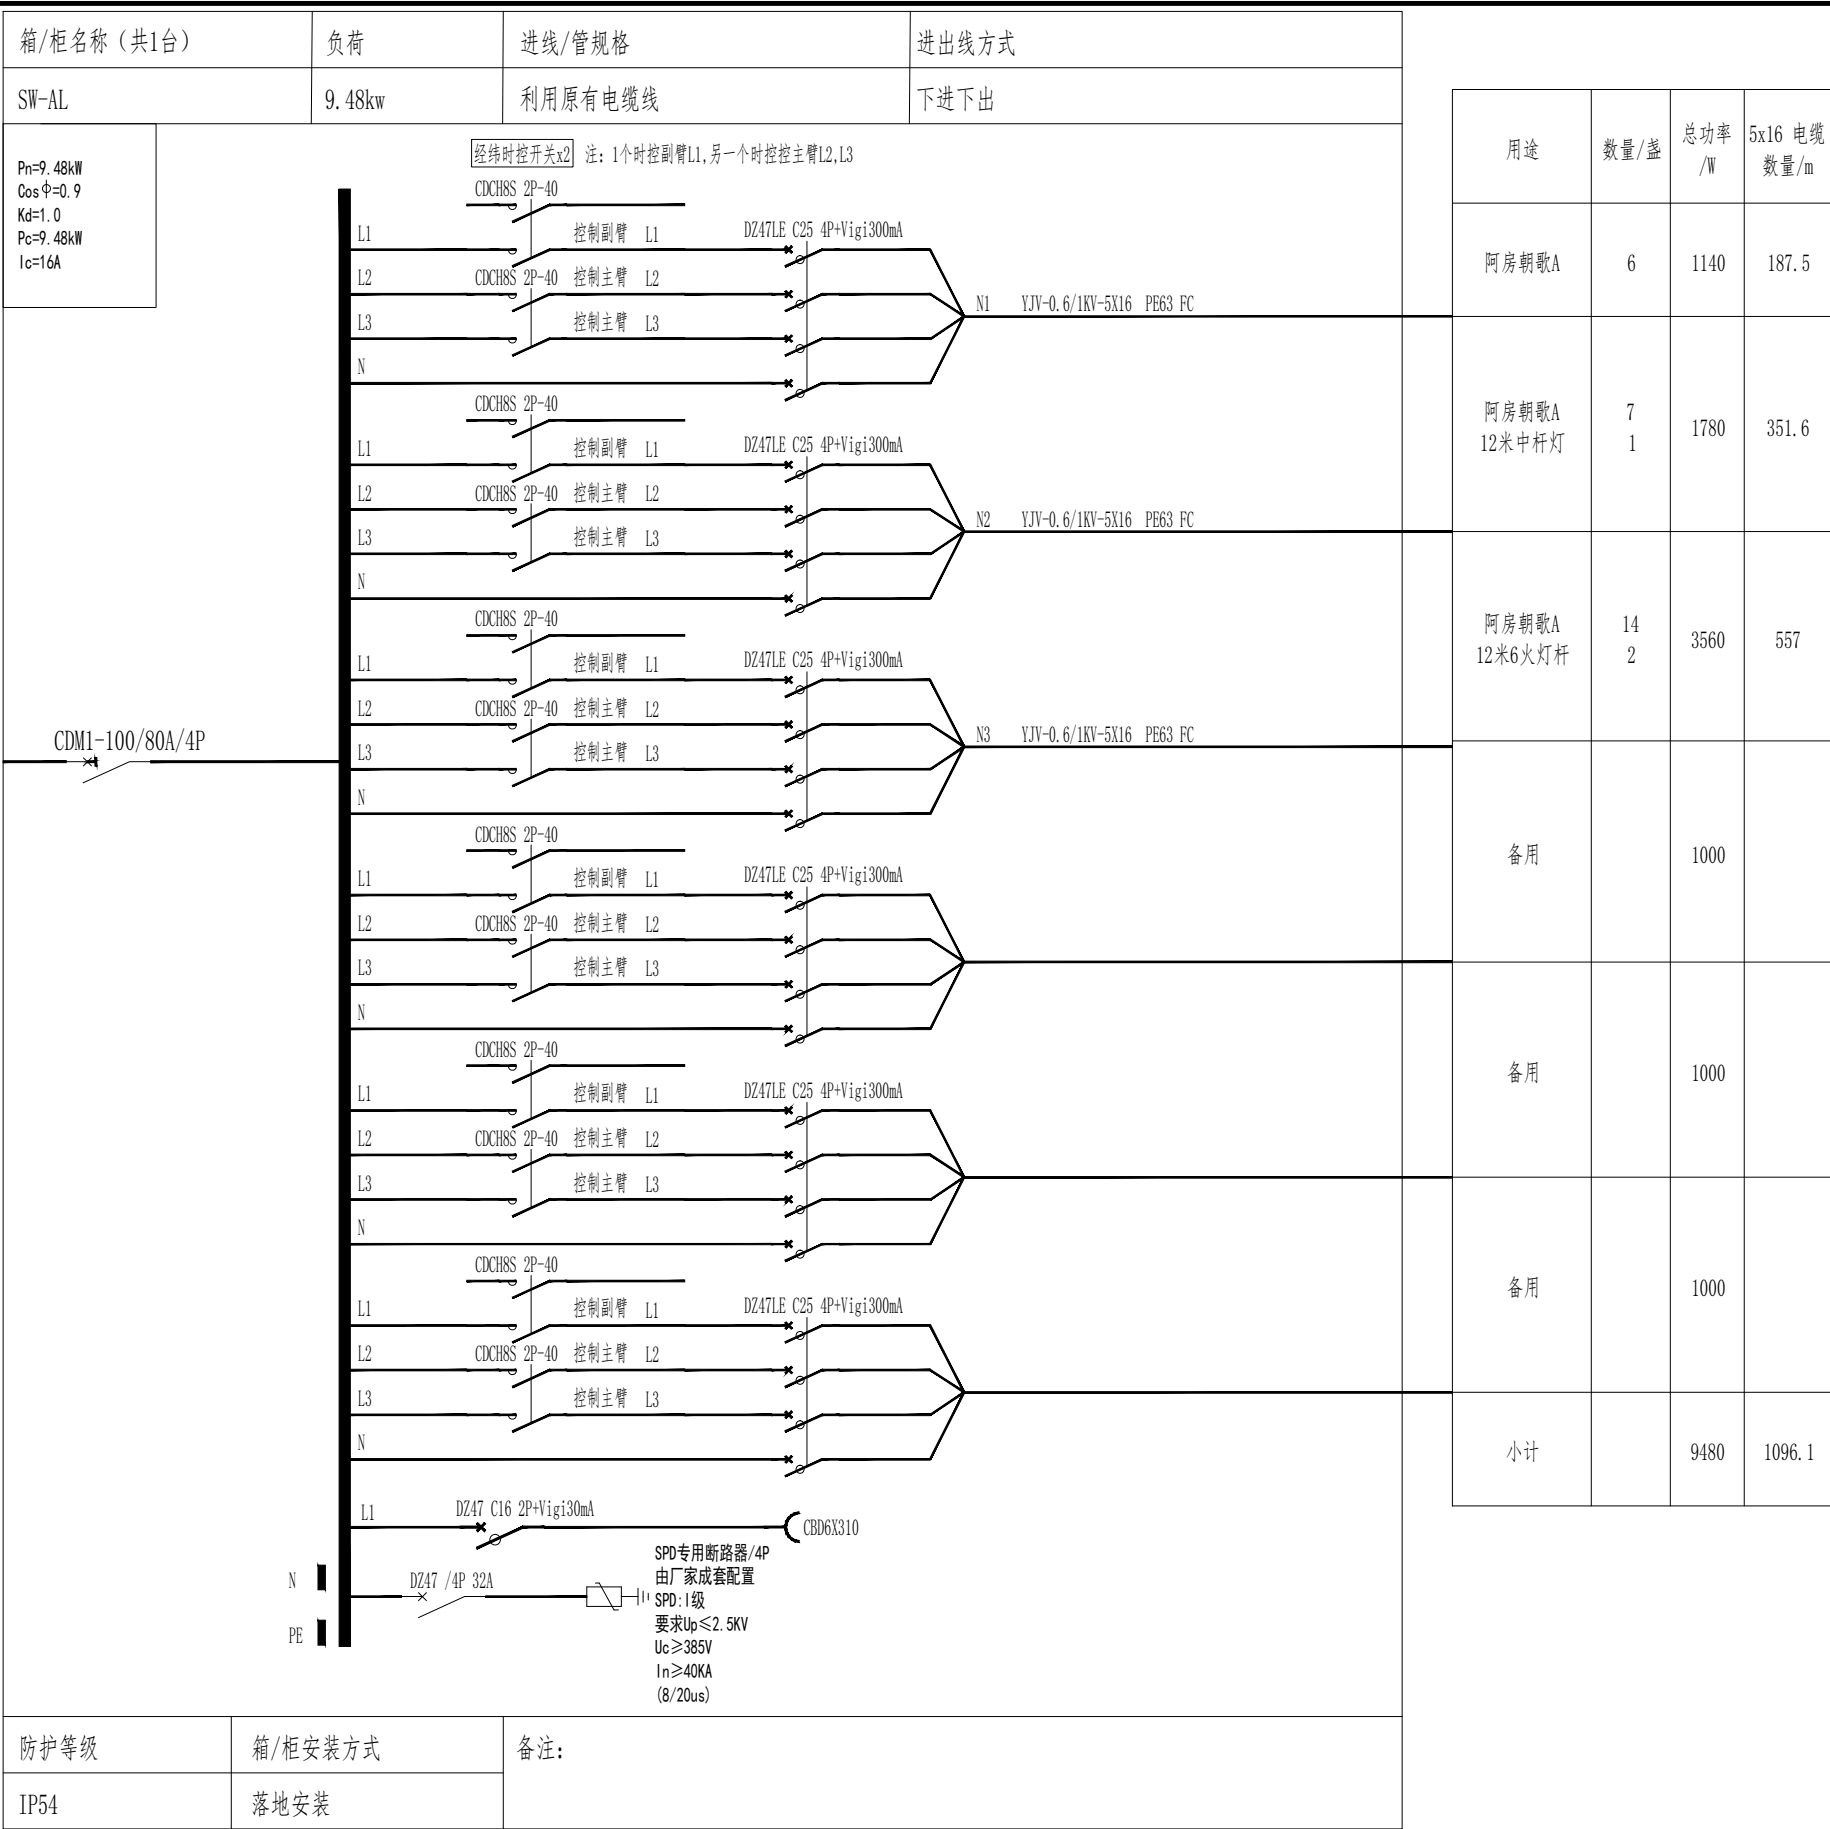 箱/柜名称（共1台） 负荷 进线/管规格 进出线方式
SW-AL 9.48kw 利用原有电缆线 下进下出
Pn=9.48kW
Cosϕ=0.9
Kd=1.0
Pc=9.48kW
Ic=16A
经纬时控开关x2 注：1个时控副臂L1,另一个时控控主臂L2,L3
CDCH8S 2P-40
L1 控制副臂 L1 DZ47LE C25 4P+Vigi300mA
L2 CDCH8S 2P-40 控制主臂 L2
L3 控制主臂 L3
N1 YJV-0.6/1KV-5X16 PE63 FC
N
CDCH8S 2P-40
L1 控制副臂 L1 DZ47LE C25 4P+Vigi300mA
L2 CDCH8S 2P-40 控制主臂 L2
L3 控制主臂 L3
N2 YJV-0.6/1KV-5X16 PE63 FC
N
CDCH8S 2P-40
L1 控制副臂 L1 DZ47LE C25 4P+Vigi300mA
L2 CDCH8S 2P-40 控制主臂 L2
L3 控制主臂 L3
N3 YJV-0.6/1KV-5X16 PE63 FC
N
CDM1-100/80A/4P
CDCH8S 2P-40
L1 控制副臂 L1 DZ47LE C25 4P+Vigi300mA
L2 CDCH8S 2P-40 控制主臂 L2
L3 控制主臂 L3
N
CDCH8S 2P-40
L1 控制副臂 L1 DZ47LE C25 4P+Vigi300mA
L2 CDCH8S 2P-40 控制主臂 L2
L3 控制主臂 L3
N
CDCH8S 2P-40
L1 控制副臂 L1 DZ47LE C25 4P+Vigi300mA
L2 CDCH8S 2P-40 控制主臂 L2
L3 控制主臂 L3
N
L1 DZ47 C16 2P+Vigi30mA CBD6X310
N DZ47 /4P 32A
PE
SPD专用断路器/4P
由厂家成套配置
SPD:I级
要求Up≤2.5KV
Uc≥385V
In≥40KA
(8/20us)
用途 数量/盏 总功率 5x16 电缆
/W 数量/m
阿房朝歌A 6 1140 187.5
阿房朝歌A 7 1780 351.6
12米中杆灯 1
阿房朝歌A 14 3560 557
12米6火灯杆 2
备用 1000
备用 1000
备用 1000
小计 9480 1096.1
防护等级 箱/柜安装方式 备注：
IP54 落地安装